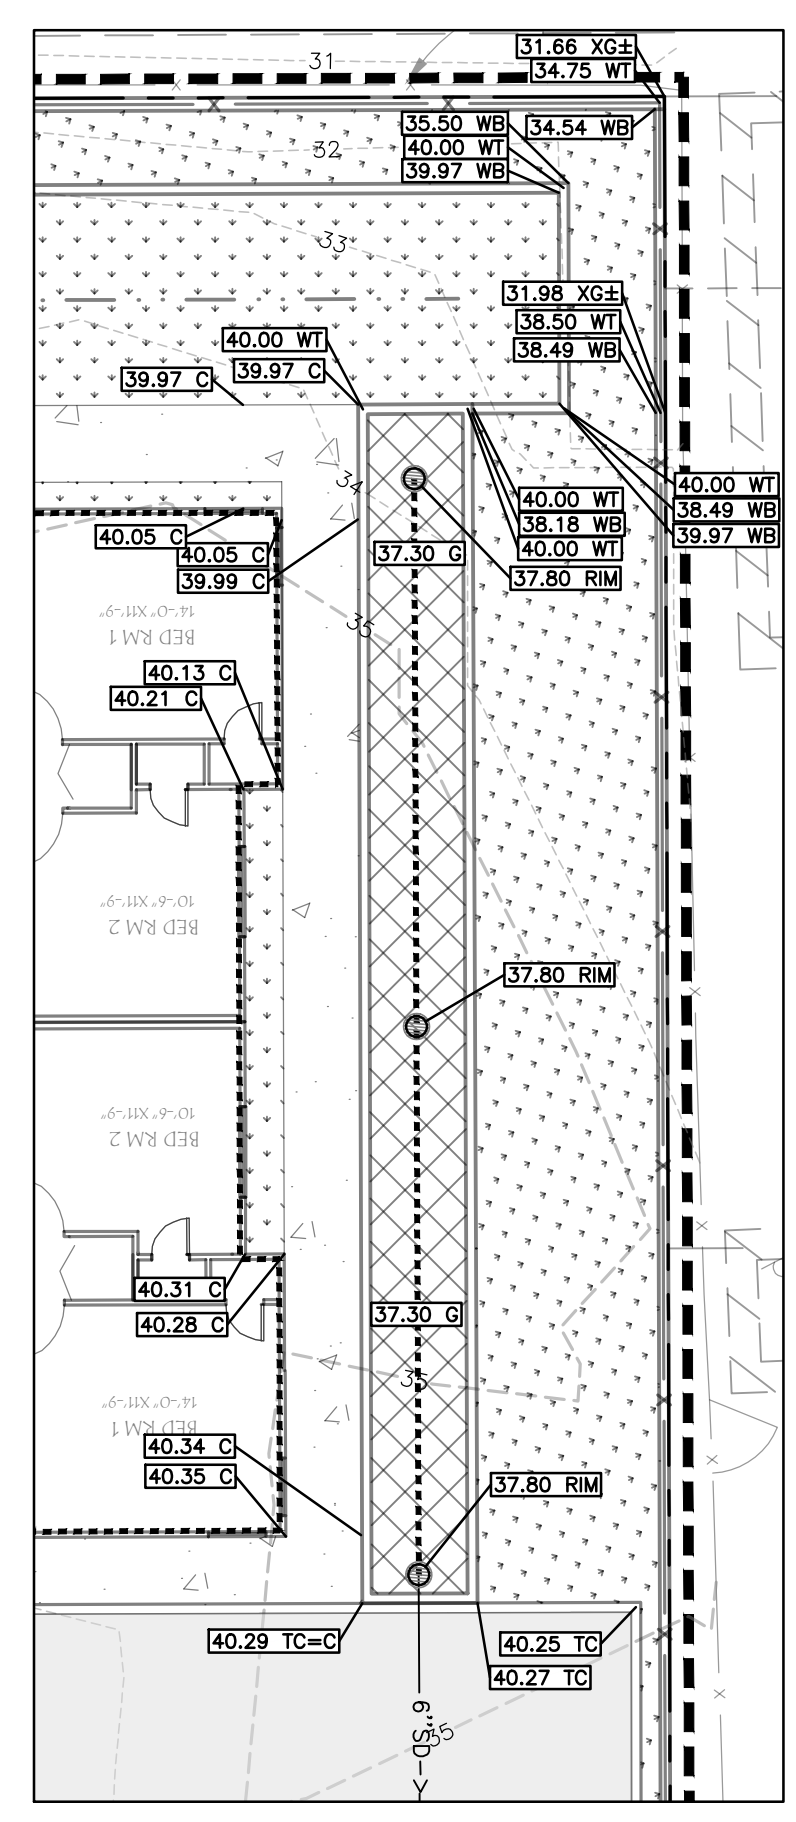 31
31.66 XG±
34.75 WT
35.50 WB
34.54 WB
40.00 WT
32
39.97 WB
33
31.98 XG±
38.50 WT
40.00 WT
38.49 WB
39.97 C
39.97 C
34
40.00 WT
40.00 WT
38.49 WB
38.18 WB
39.97 WB
40.05 C
40.05 C
37.30 G
40.00 WT
39.99 C
37.80 RIM
14'-0" X11'-9"
BED RM 1
35
40.13 C
40.21 C
10'-6" X11'-9"
BED RM 2
37.80 RIM
10'-6" X11'-9"
BED RM 2
40.31 C
37.30 G
40.28 C
35
14'-0" X11'-9"
BED RM 1
40.34 C
40.35 C
37.80 RIM
40.29 TC=C
40.25 TC
40.27 TC
6" SD
35